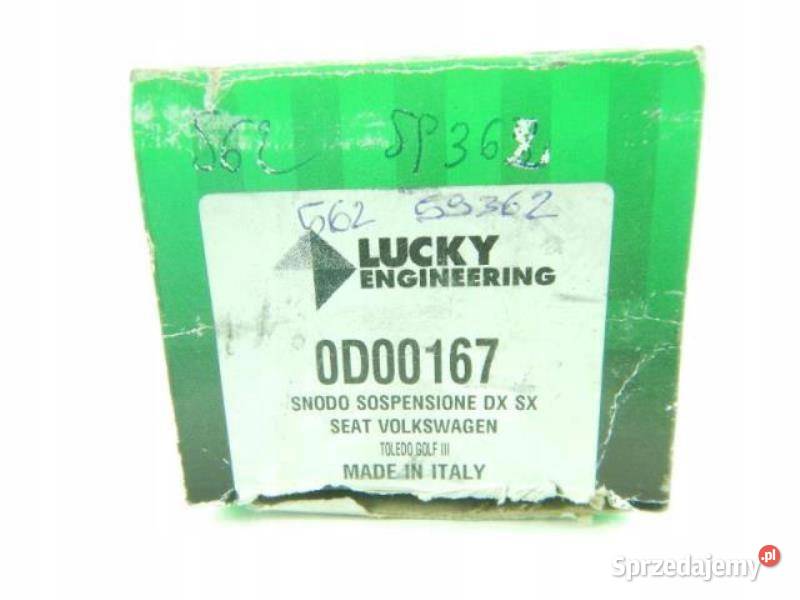 562 SP362
562 59362
LUCKY
ENGINEERING
0D00167
SNODO SOSPENSIONE DX SX
SEAT VOLKSWAGEN
TOLEDO GOLF III
MADE IN ITALY
Sprzedajemy.pl